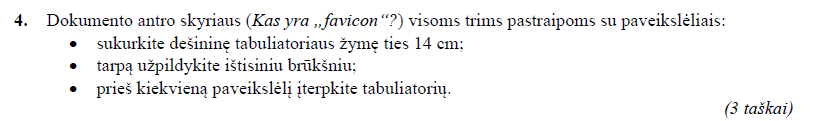 4. Dokumento antro skyriaus (Kas yra „favicon“?) visoms trims pastraipoms su paveikslėliais:
• sukurkite dešininę tabuliatoriaus žymę ties 14 cm;
• tarpą užpildykite ištisiniu brūkšniu;
• prieš kiekvieną paveikslėlį įterpkite tabuliatorių.
(3 taškai)